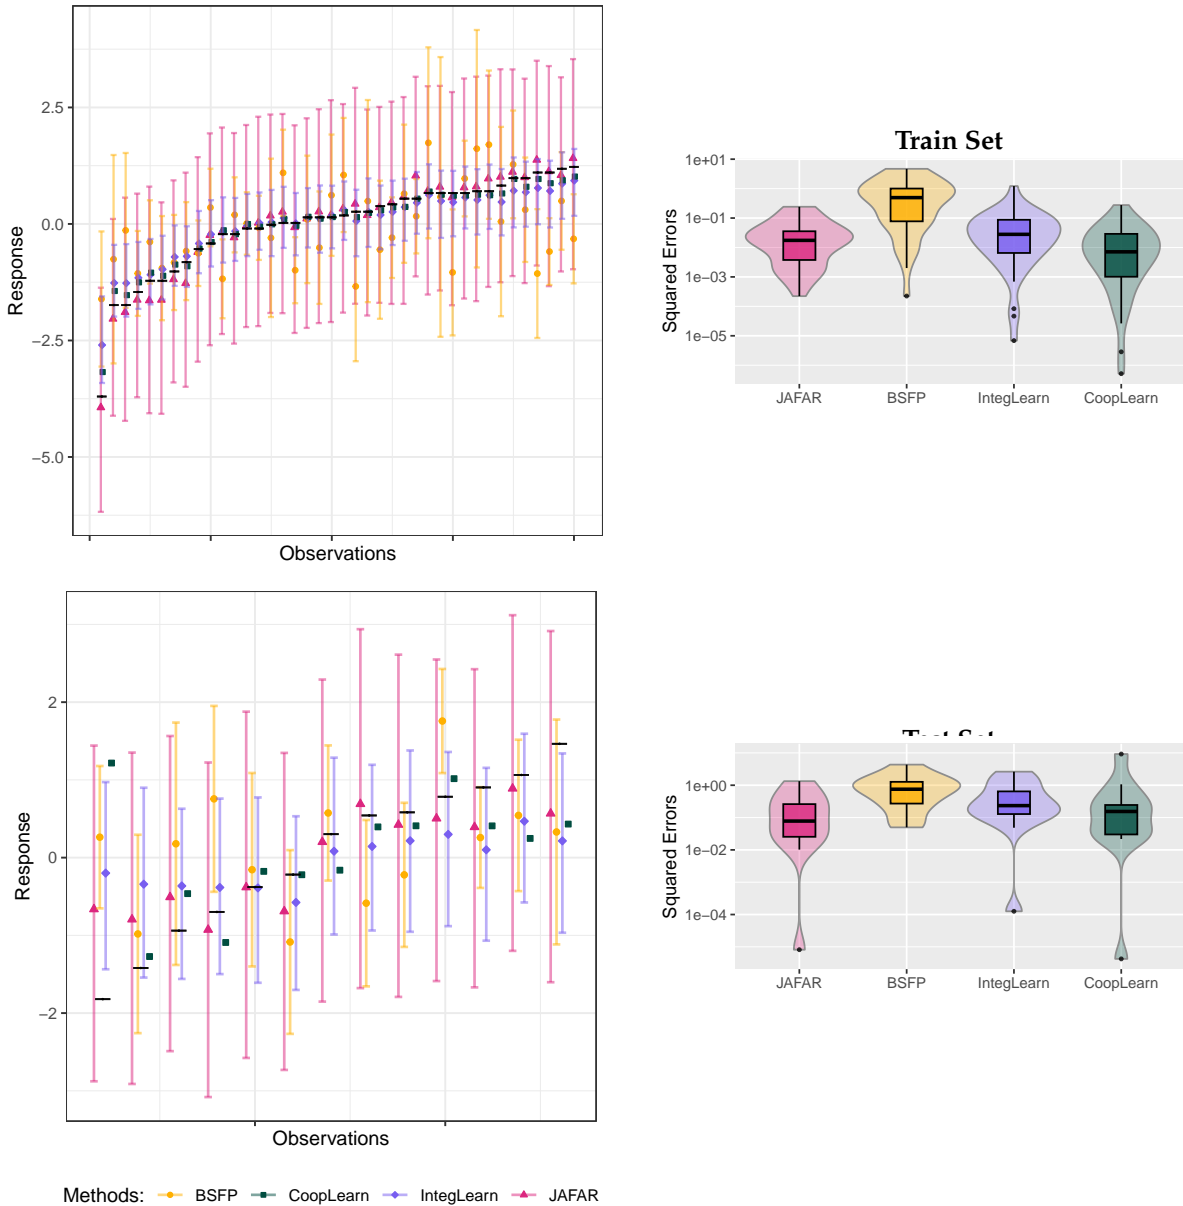 Response
2.5
0.0
−2.5
−5.0
Observations
Train Set
Squared Errors
1e+01
1e−01
1e−03
1e−05
JAFAR BSFP IntegLearn CoopLearn
Response
2
0
−2
Observations
Test Set
Squared Errors
1e+00
1e−02
1e−04
JAFAR BSFP IntegLearn CoopLearn
Methods: BSFP CoopLearn IntegLearn JAFAR